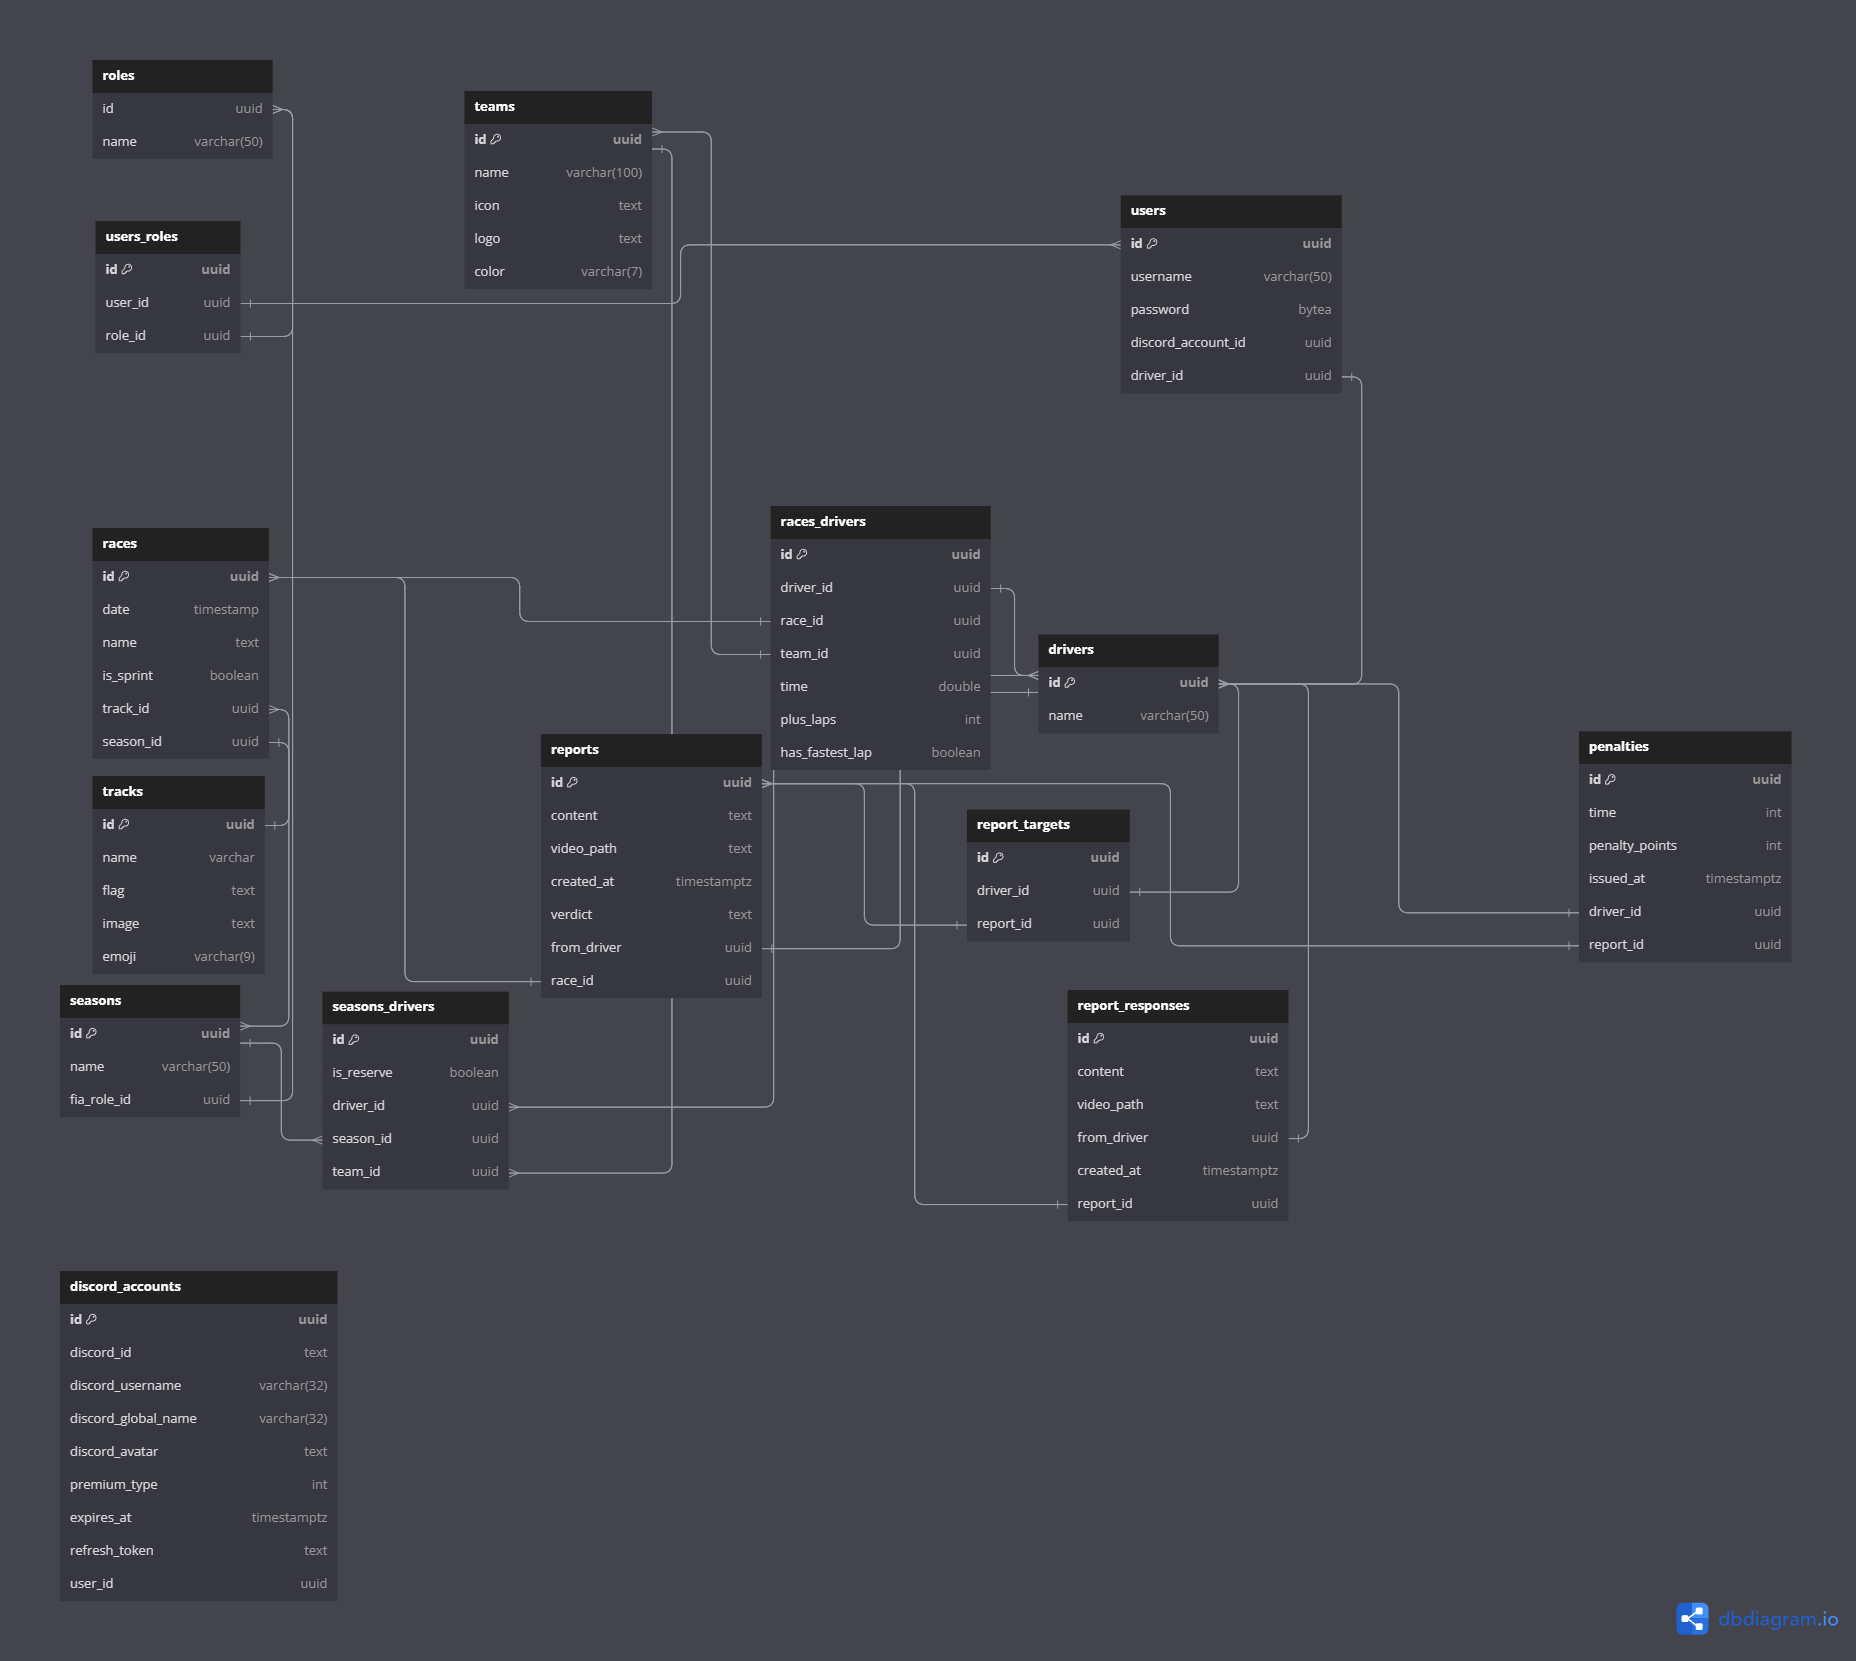 roles
id uuid
name varchar(50)
teams
id uuid
name varchar(100)
icon text
logo text
color varchar(7)
users
id uuid
username varchar(50)
password bytea
discord_account_id uuid
driver_id uuid
users_roles
id uuid
user_id uuid
role_id uuid
races
id uuid
date timestamp
name text
is_sprint boolean
track_id uuid
season_id uuid
races_drivers
id uuid
driver_id uuid
race_id uuid
team_id uuid
time double
plus_laps int
has_fastest_lap boolean
drivers
id uuid
name varchar(50)
penalties
id uuid
time int
penalty_points int
issued_at timestamptz
driver_id uuid
report_id uuid
reports
id uuid
content text
video_path text
created_at timestamptz
verdict text
from_driver uuid
race_id uuid
tracks
id uuid
name varchar
flag text
image text
emoji varchar(9)
report_targets
id uuid
driver_id uuid
report_id uuid
seasons
id uuid
name varchar(50)
fia_role_id uuid
seasons_drivers
id uuid
is_reserve boolean
driver_id uuid
season_id uuid
team_id uuid
report_responses
id uuid
content text
video_path text
from_driver uuid
created_at timestamptz
report_id uuid
discord_accounts
id uuid
discord_id text
discord_username varchar(32)
discord_global_name varchar(32)
discord_avatar text
premium_type int
expires_at timestamptz
refresh_token text
user_id uuid
dbdiagram.io